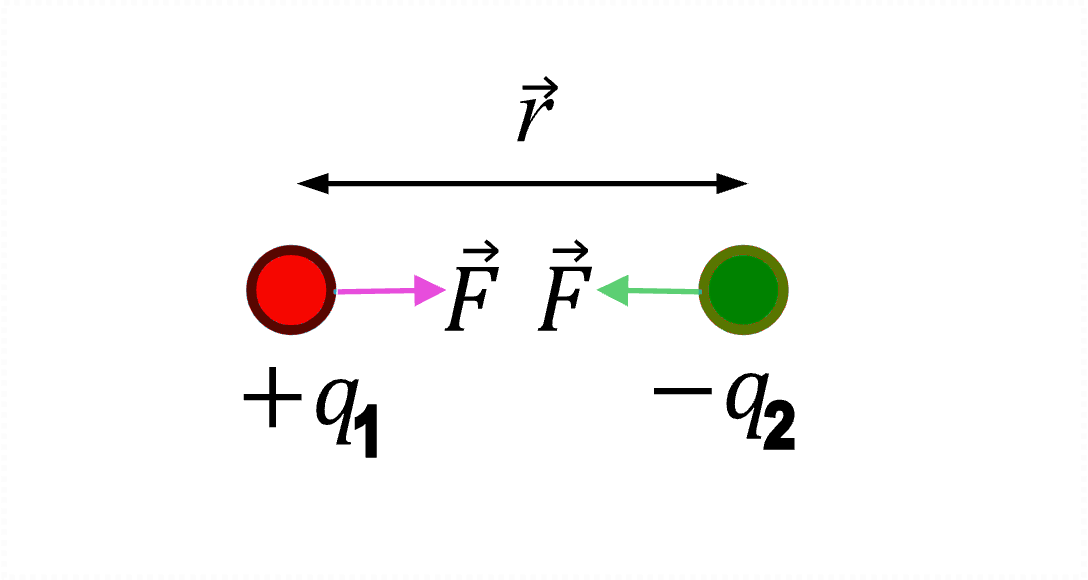 r⃗
F⃗ F⃗
+q₁ −q₂